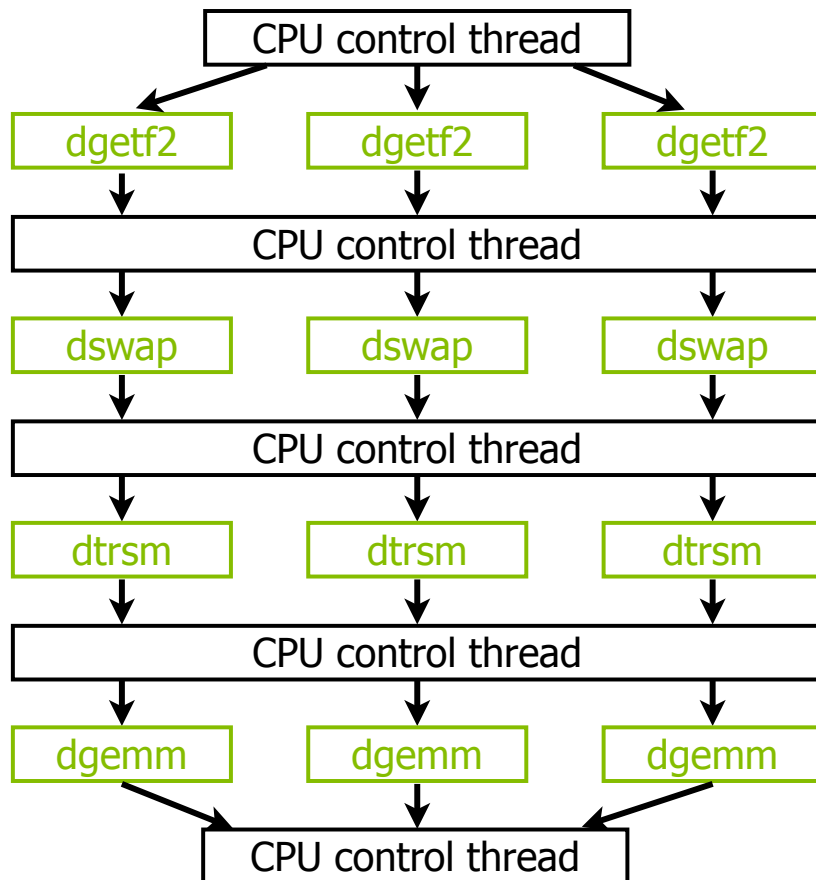 CPU control thread
dgetf2 dgetf2 dgetf2
CPU control thread
dswap dswap dswap
CPU control thread
dtrsm dtrsm dtrsm
CPU control thread
dgemm dgemm dgemm
CPU control thread